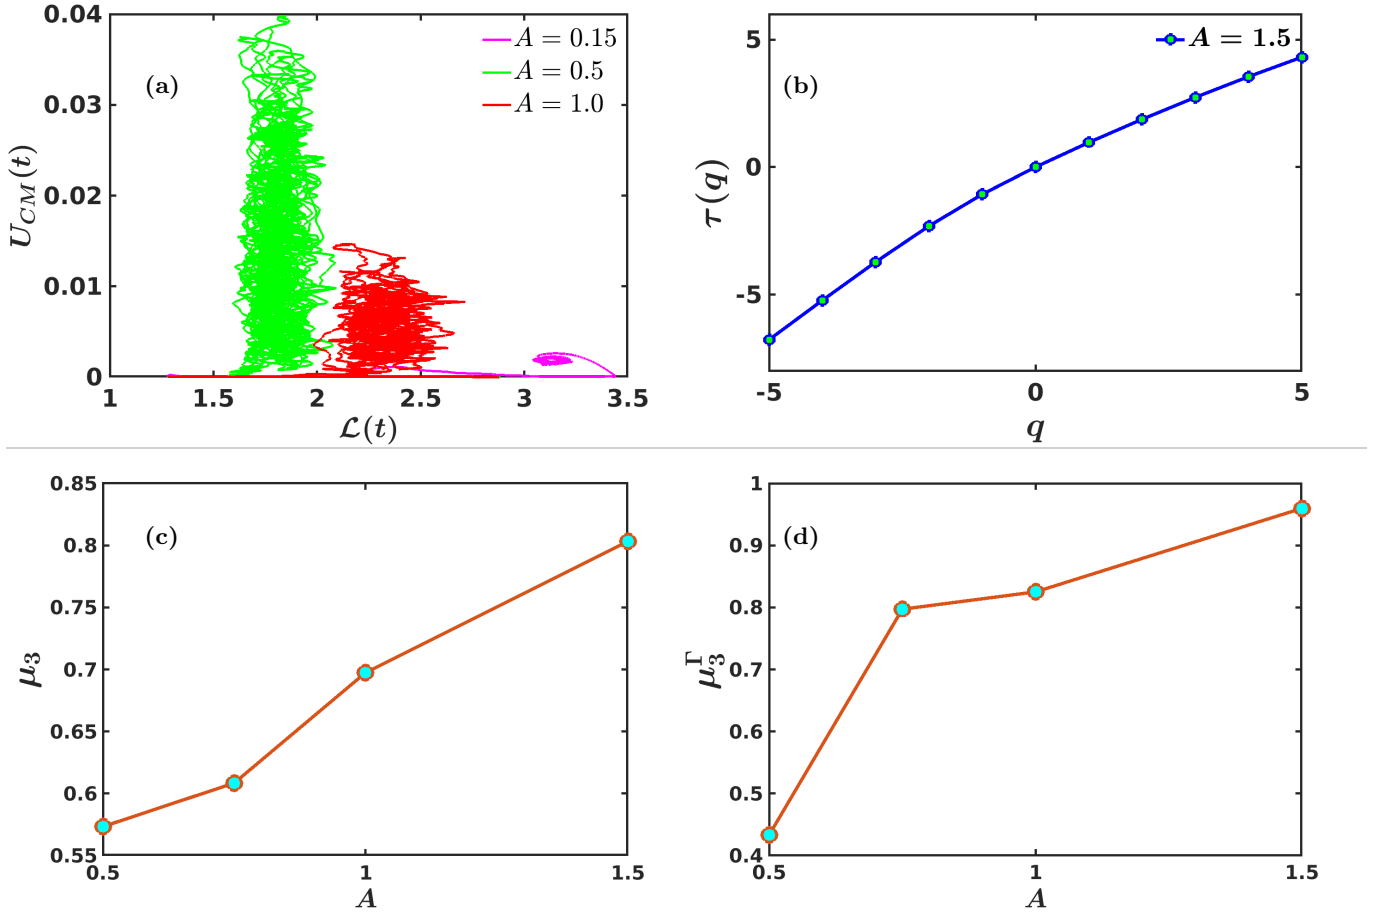 0.04
0.03
0.02
0.01
0
U_CM(t)
(a)
A = 0.15
A = 0.5
A = 1.0
1 1.5 2 2.5 3 3.5
ℒ(t)
5
0
-5
τ(q)
(b)
A = 1.5
-5 0 5
q
0.85
0.8
0.75
0.7
0.65
0.6
0.55
μ₃
(c)
0.5 1 1.5
A
1
0.9
0.8
0.7
0.6
0.5
0.4
μ₃^Γ
(d)
0.5 1 1.5
A